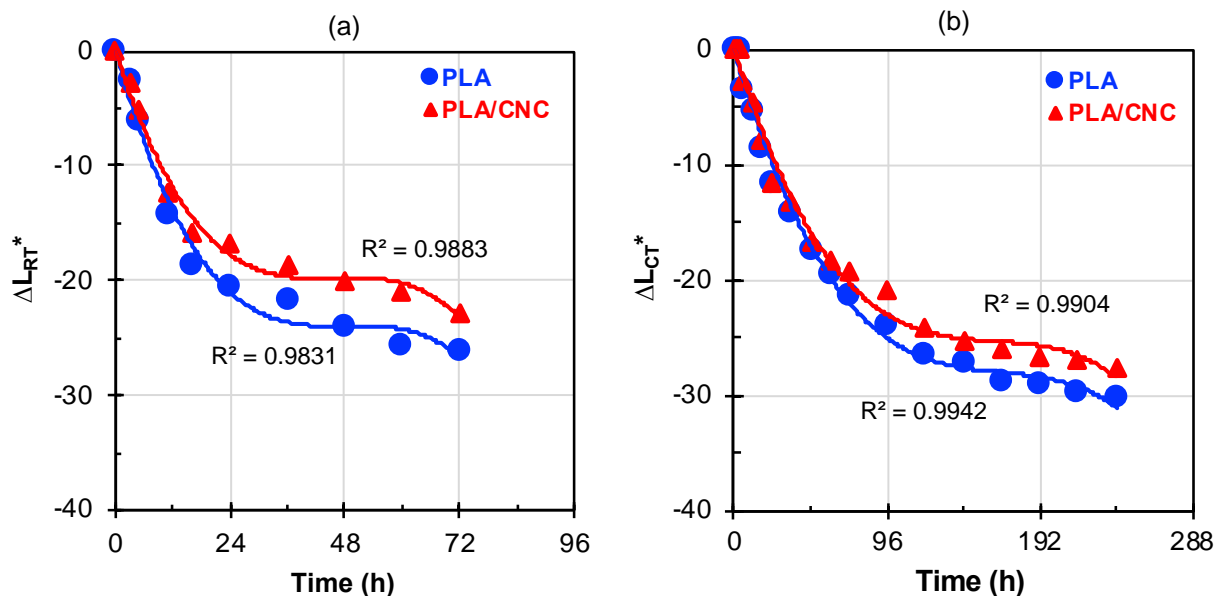 (a)
0
-10
-20
-30
-40
0
24
48
72
96
ΔL_RT*
Time (h)
PLA
PLA/CNC
R² = 0.9883
R² = 0.9831
(b)
0
-10
-20
-30
-40
0
96
192
288
ΔL_CT*
Time (h)
PLA
PLA/CNC
R² = 0.9904
R² = 0.9942